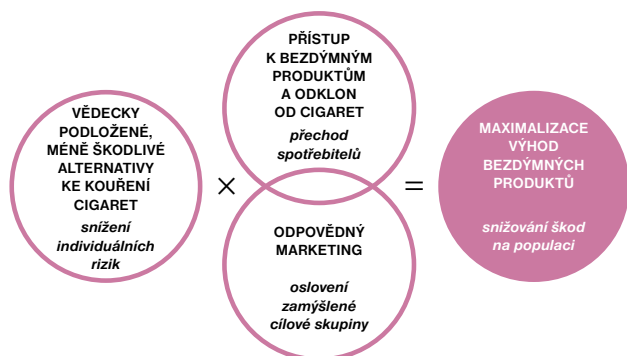 VĚDECKY
PODLOŽENÉ,
MÉNĚ ŠKODLIVÉ
ALTERNATIVY
KE KOUŘENÍ
CIGARET
snížení
individuálních
rizik
×
PŘÍSTUP
K BEZDÝMNÝM
PRODUKTŮM
A ODKLON
OD CIGARET
přechod
spotřebitelů
ODPOVĚDNÝ
MARKETING
oslovení
zamýšlené
cílové skupiny
=
MAXIMALIZACE
VÝHOD
BEZDÝMNÝCH
PRODUKTŮ
snižování škod
na populaci